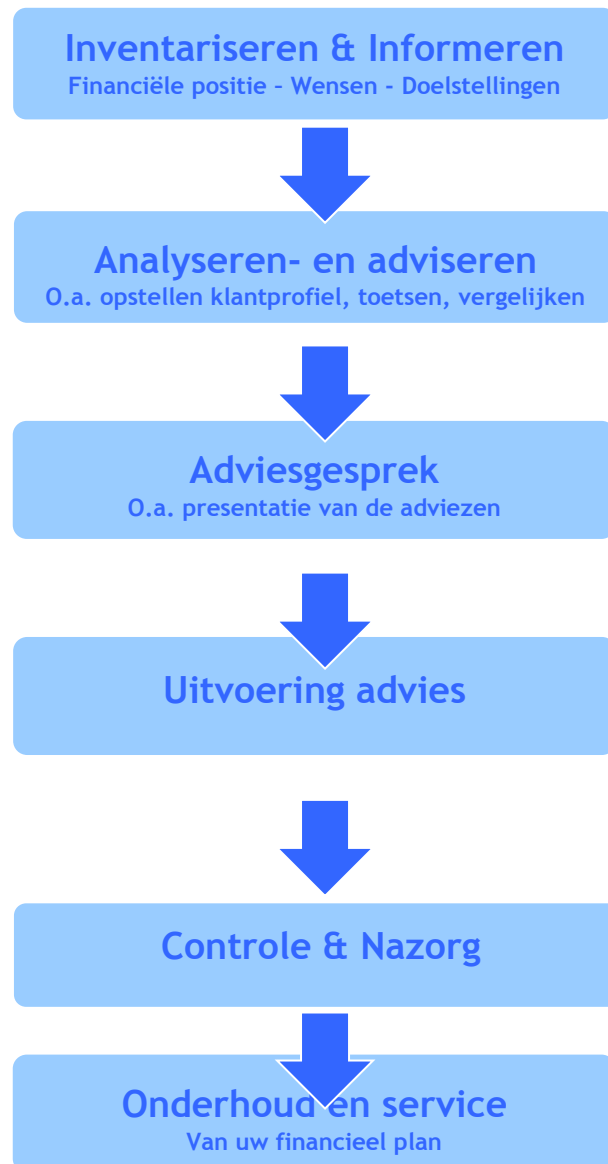 Inventariseren & Informeren
Financiële positie – Wensen - Doelstellingen
Analyseren- en adviseren
O.a. opstellen klantprofiel, toetsen, vergelijken
Adviesgesprek
O.a. presentatie van de adviezen
Uitvoering advies
Controle & Nazorg
Onderhoud en service
Van uw financieel plan